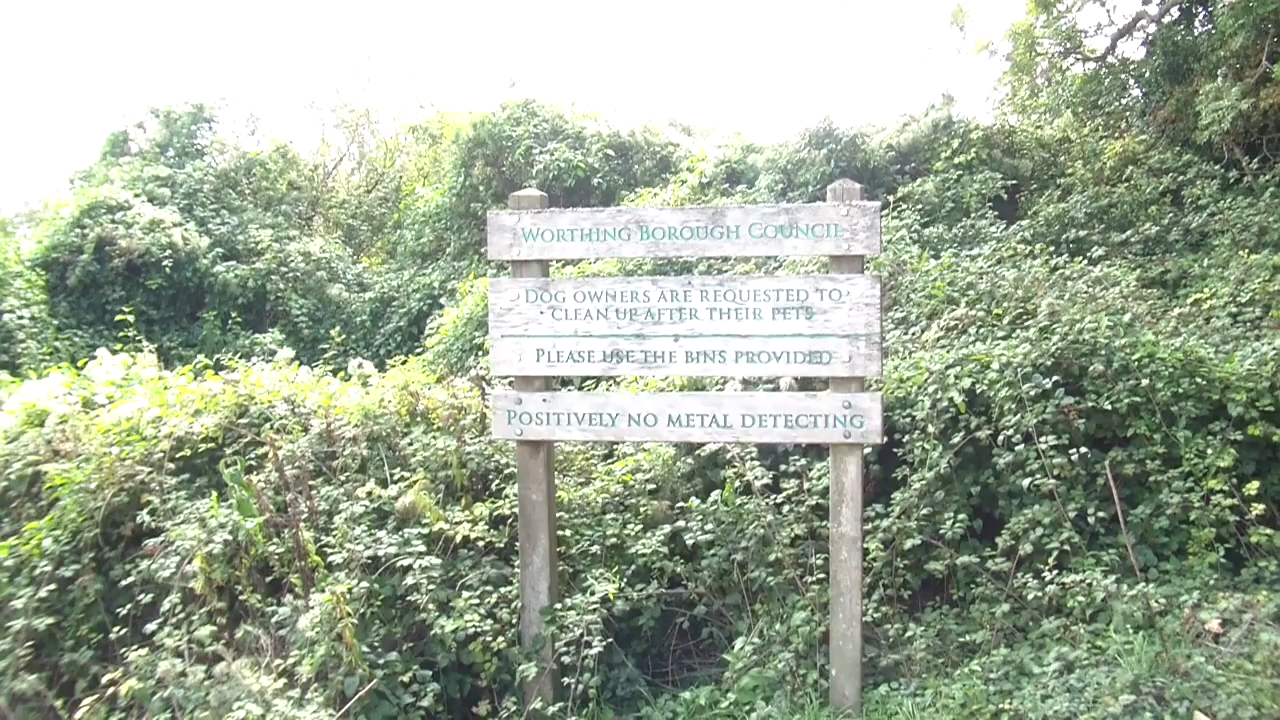 WORTHING BOROUGH COUNCIL
DOG OWNERS ARE REQUESTED TO
CLEAN UP AFTER THEIR PETS
PLEASE USE THE BINS PROVIDED
POSITIVELY NO METAL DETECTING